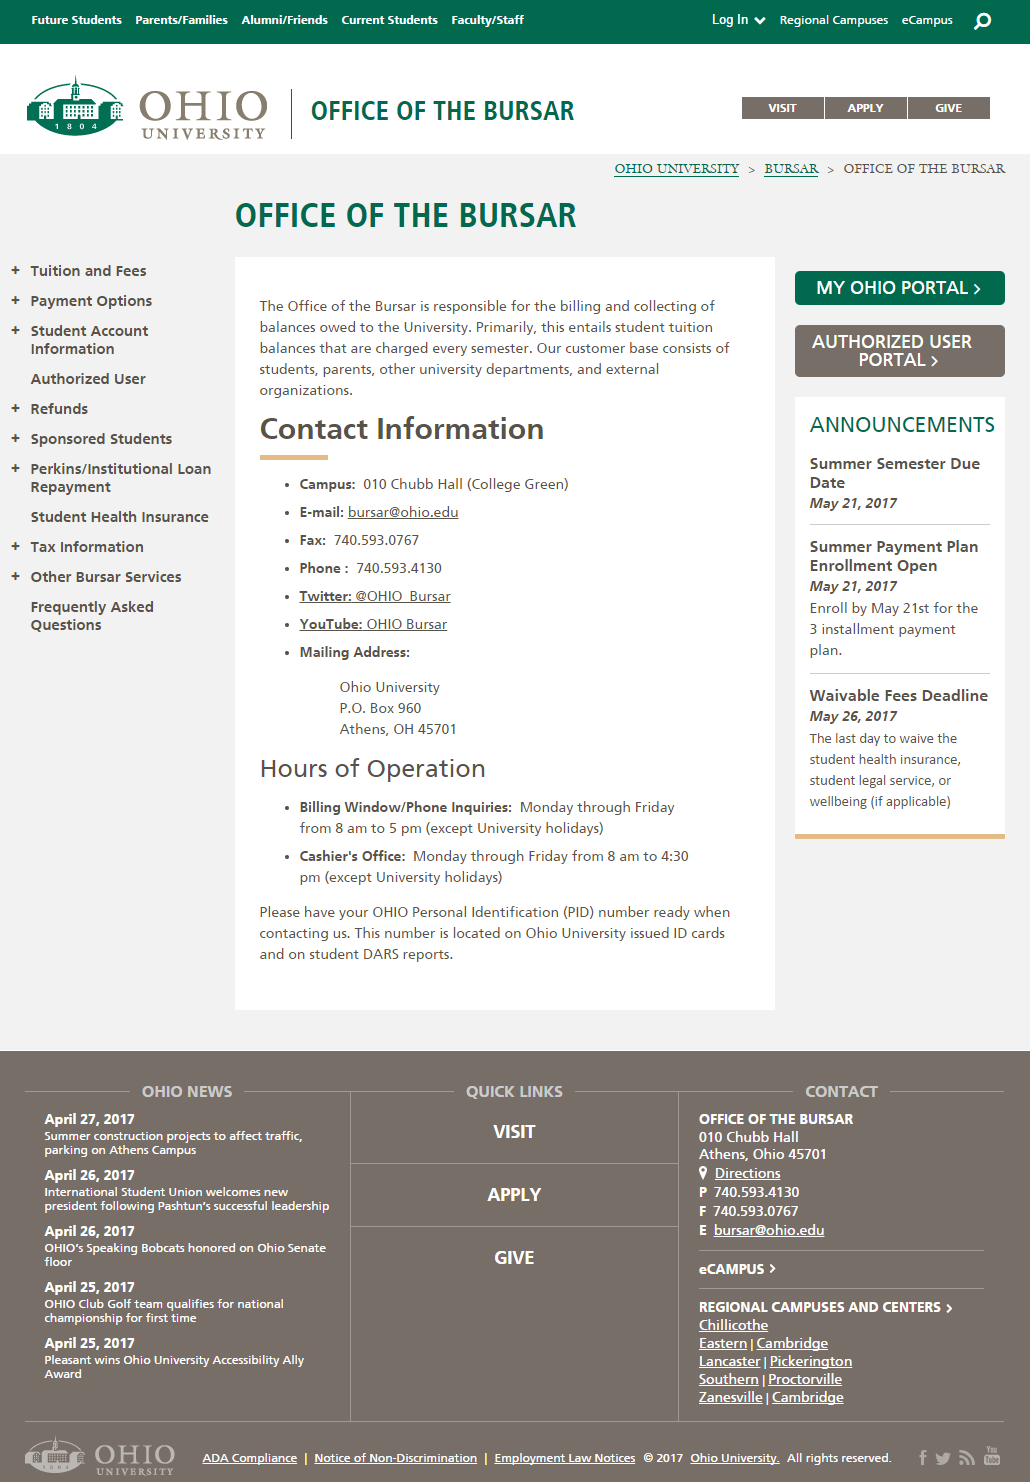 Future Students Parents/Families Alumni/Friends Current Students Faculty/Staff Log In Regional Campuses eCampus
1804
OHIO
UNIVERSITY
OFFICE OF THE BURSAR
VISIT APPLY GIVE
OHIO UNIVERSITY > BURSAR > OFFICE OF THE BURSAR
OFFICE OF THE BURSAR
+ Tuition and Fees
+ Payment Options
+ Student Account
Information
Authorized User
+ Refunds
+ Sponsored Students
+ Perkins/Institutional Loan
Repayment
Student Health Insurance
+ Tax Information
+ Other Bursar Services
Frequently Asked
Questions
The Office of the Bursar is responsible for the billing and collecting of
balances owed to the University. Primarily, this entails student tuition
balances that are charged every semester. Our customer base consists of
students, parents, other university departments, and external
organizations.
Contact Information
• Campus: 010 Chubb Hall (College Green)
• E-mail: bursar@ohio.edu
• Fax: 740.593.0767
• Phone : 740.593.4130
• Twitter: @OHIO_Bursar
• YouTube: OHIO Bursar
• Mailing Address:
Ohio University
P.O. Box 960
Athens, OH 45701
Hours of Operation
• Billing Window/Phone Inquiries: Monday through Friday
from 8 am to 5 pm (except University holidays)
• Cashier's Office: Monday through Friday from 8 am to 4:30
pm (except University holidays)
Please have your OHIO Personal Identification (PID) number ready when
contacting us. This number is located on Ohio University issued ID cards
and on student DARS reports.
MY OHIO PORTAL >
AUTHORIZED USER
PORTAL >
ANNOUNCEMENTS
Summer Semester Due
Date
May 21, 2017
Summer Payment Plan
Enrollment Open
May 21, 2017
Enroll by May 21st for the
3 installment payment
plan.
Waivable Fees Deadline
May 26, 2017
The last day to waive the
student health insurance,
student legal service, or
wellbeing (if applicable)
OHIO NEWS
April 27, 2017
Summer construction projects to affect traffic,
parking on Athens Campus
April 26, 2017
International Student Union welcomes new
president following Pashtun's successful leadership
April 26, 2017
OHIO's Speaking Bobcats honored on Ohio Senate
floor
April 25, 2017
OHIO Club Golf team qualifies for national
championship for first time
April 25, 2017
Pleasant wins Ohio University Accessibility Ally
Award
QUICK LINKS
VISIT
APPLY
GIVE
CONTACT
OFFICE OF THE BURSAR
010 Chubb Hall
Athens, Ohio 45701
Directions
P 740.593.4130
F 740.593.0767
E bursar@ohio.edu
eCAMPUS >
REGIONAL CAMPUSES AND CENTERS >
Chillicothe
Eastern | Cambridge
Lancaster | Pickerington
Southern | Proctorville
Zanesville | Cambridge
1804
OHIO
UNIVERSITY
ADA Compliance | Notice of Non-Discrimination | Employment Law Notices © 2017 Ohio University. All rights reserved.
You
Tube